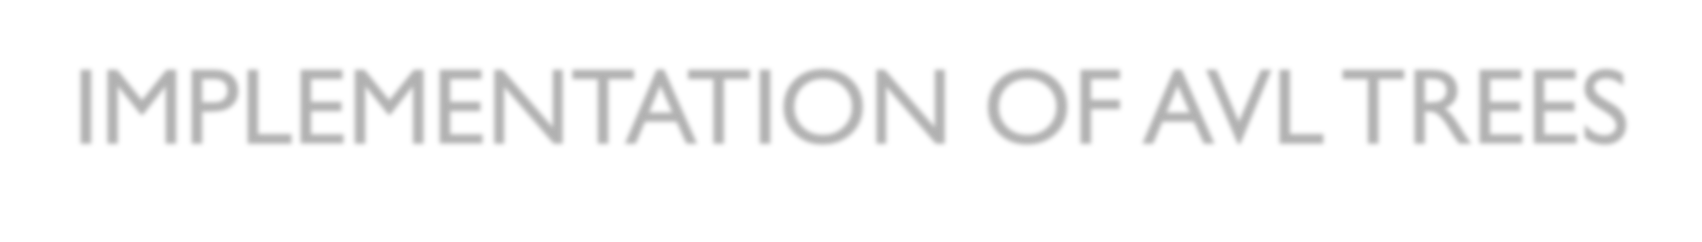 IMPLEMENTATION OF AVL TREES